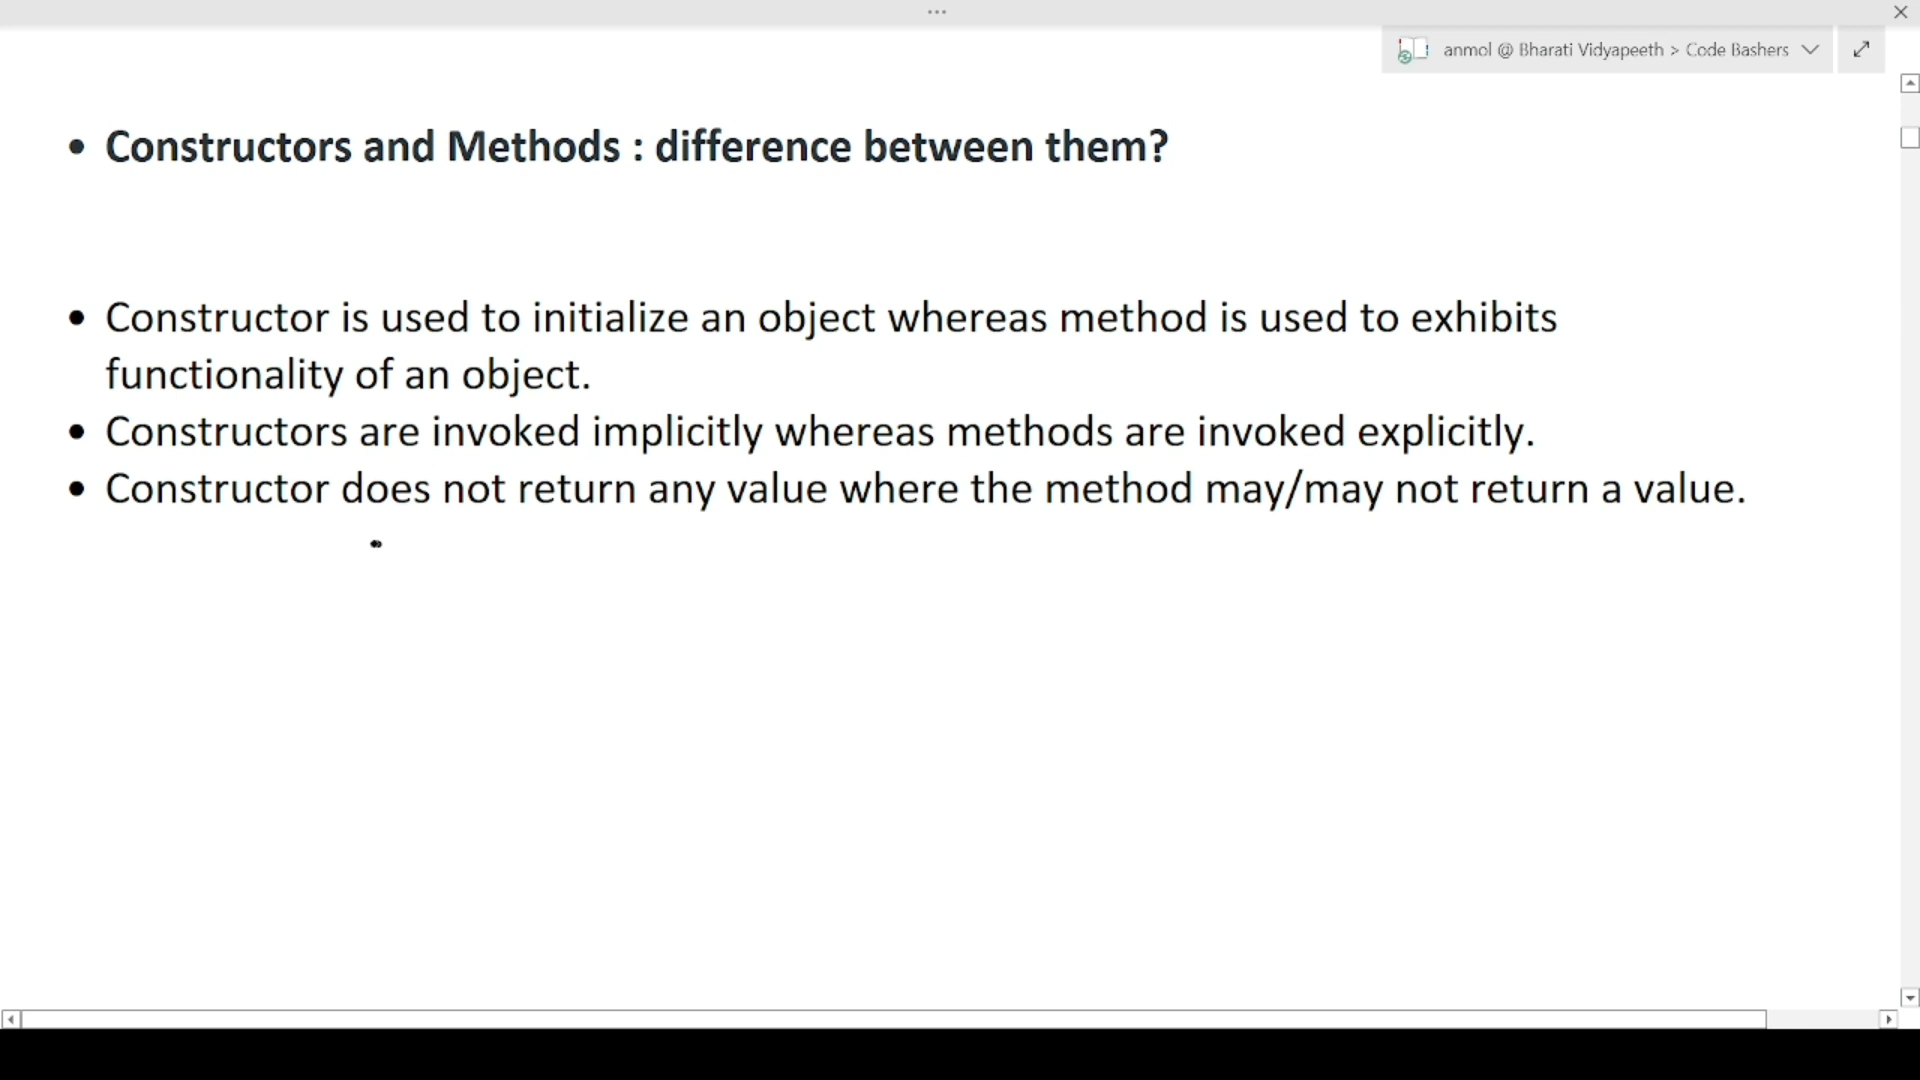 anmol @ Bharati Vidyapeeth > Code Bashers
• Constructors and Methods : difference between them?
• Constructor is used to initialize an object whereas method is used to exhibits
functionality of an object.
• Constructors are invoked implicitly whereas methods are invoked explicitly.
• Constructor does not return any value where the method may/may not return a value.